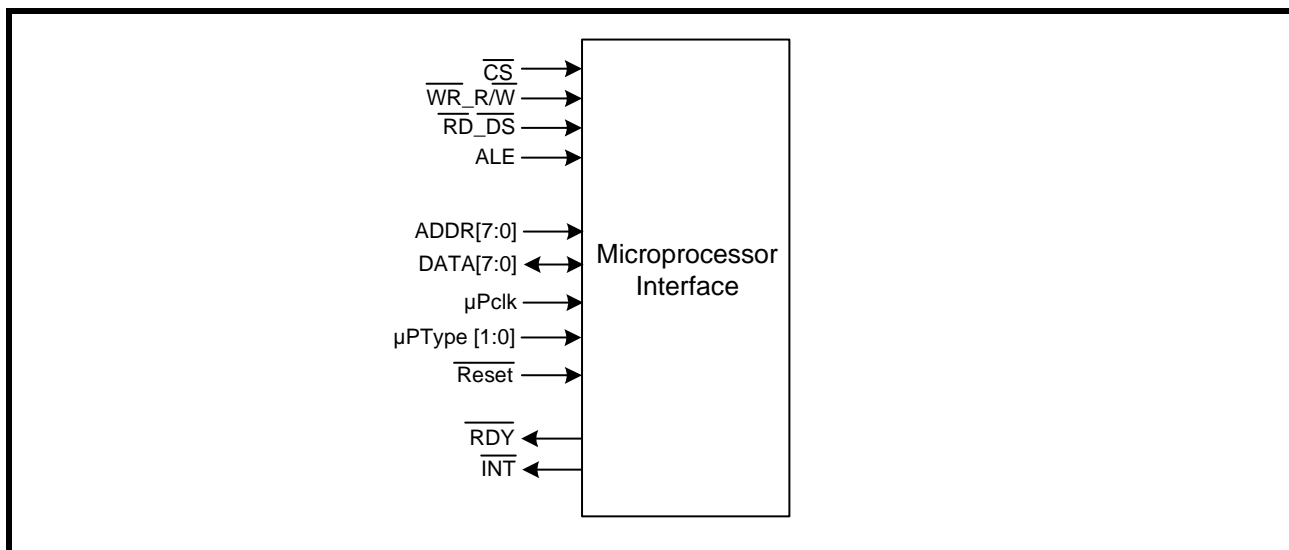 CS
WR_R/W
RD_DS
ALE
ADDR[7:0]
DATA[7:0]
µPclk
µPType [1:0]
Reset
RDY
INT
Microprocessor
Interface